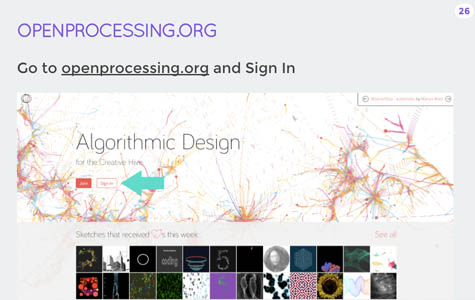 26
OPENPROCESSING.ORG
Go to openprocessing.org and Sign In
Algorithmic Design
for the Creative Hive
Join Sign In
Sketches that received this week See all